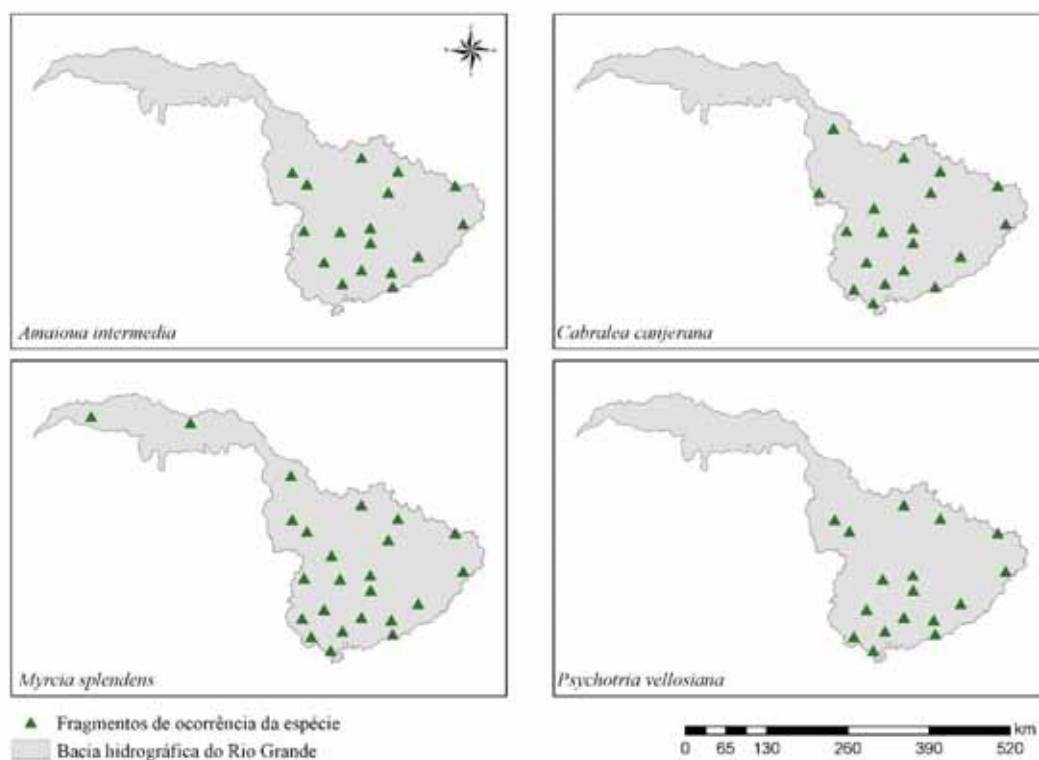 Amaioua intermedia
Cabralea canjerana
Myrcia splendens
Psychotria vellosiana
Fragmentos de ocorrência da espécie
Bacia hidrográfica do Rio Grande
km
0 65 130 260 390 520